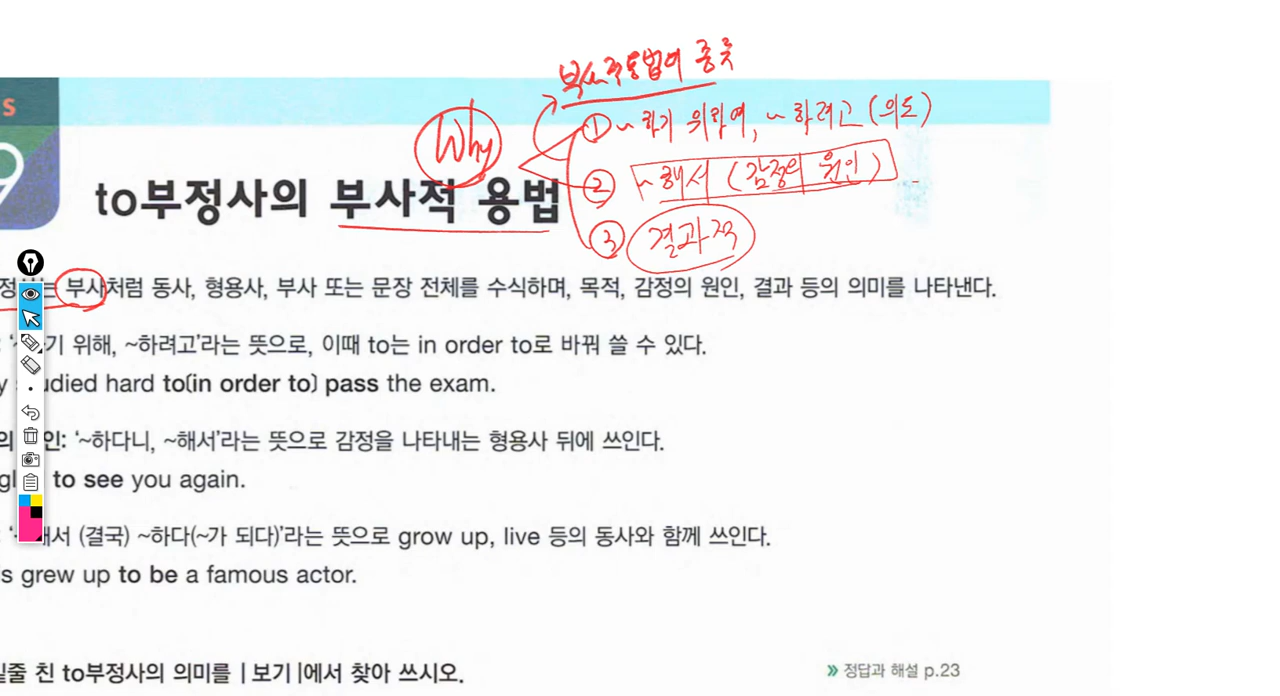 부사적 용법의 종류
① ~하기 위하여, ~하려고 (의도)
Why
② ~해서 (감정의 원인)
③ 결과적
S
9
to부정사의 부사적 용법
부사처럼 동사, 형용사, 부사 또는 문장 전체를 수식하며, 목적, 감정의 원인, 결과 등의 의미를 나타낸다.
기 위해, ~하려고'라는 뜻으로, 이때 to는 in order to로 바꿔 쓸 수 있다.
hard to(in order to) pass the exam.
인: '~하다니, ~해서'라는 뜻으로 감정을 나타내는 형용사 뒤에 쓰인다.
to see you again.
해서 (결국) ~하다(~가 되다)'라는 뜻으로 grow up, live 등의 동사와 함께 쓰인다.
s grew up to be a famous actor.
밑줄 친 to부정사의 의미를 |보기|에서 찾아 쓰시오.
정답과 해설 p.23